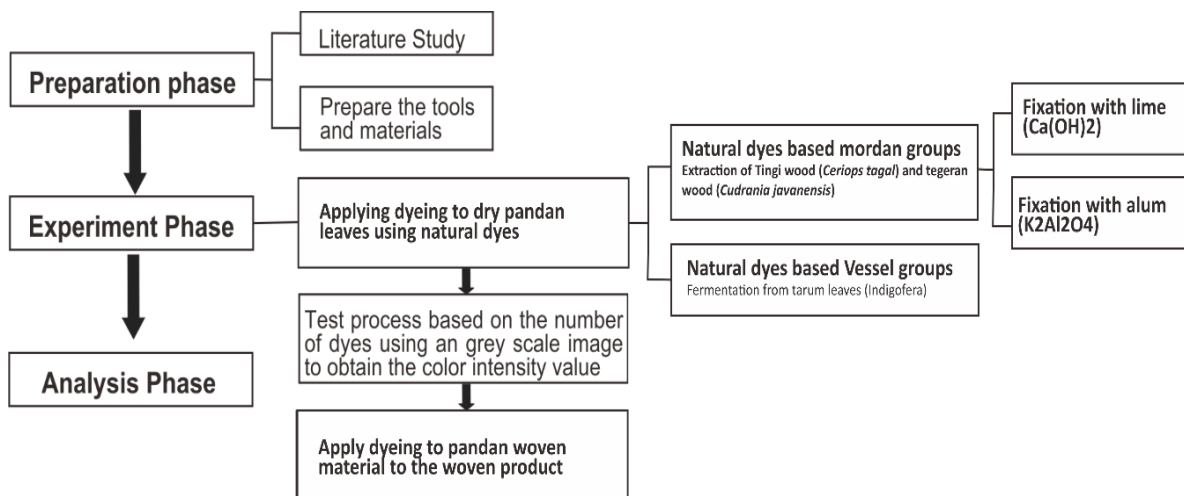 Preparation phase
Literature Study
Prepare the tools
and materials
Experiment Phase
Applying dyeing to dry pandan
leaves using natural dyes
Natural dyes based mordan groups
Extraction of Tingi wood (Ceriops tagal) and tegeran
wood (Cudrania javanensis)
Fixation with lime
(Ca(OH)2)
Fixation with alum
(K2Al2O4)
Natural dyes based Vessel groups
Fermentation from tarum leaves (Indigofera)
Test process based on the number
of dyes using an grey scale image
to obtain the color intensity value
Apply dyeing to pandan woven
material to the woven product
Analysis Phase